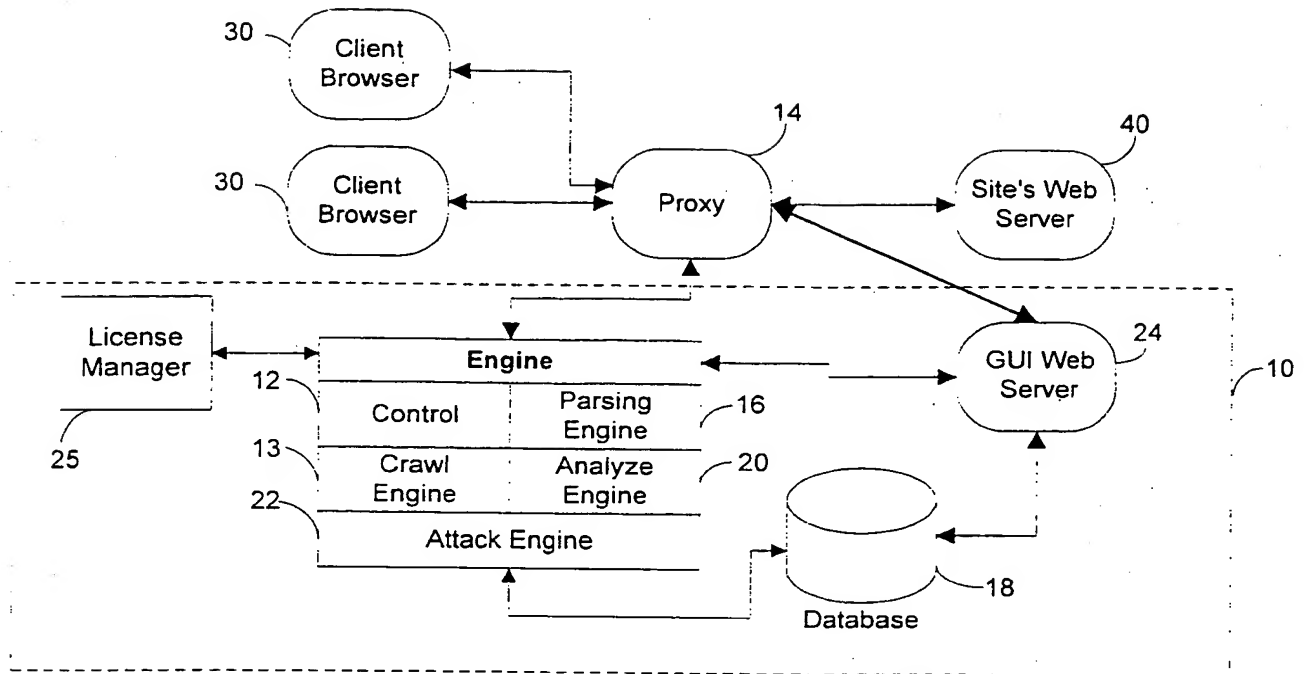 30
Client
Browser
14
40
30
Client
Browser
Proxy
Site's Web
Server
License
Manager
25
Engine
12
Control
Parsing
Engine
16
13
Crawl
Engine
Analyze
Engine
20
22
Attack Engine
GUI Web
Server
24
10
18
Database